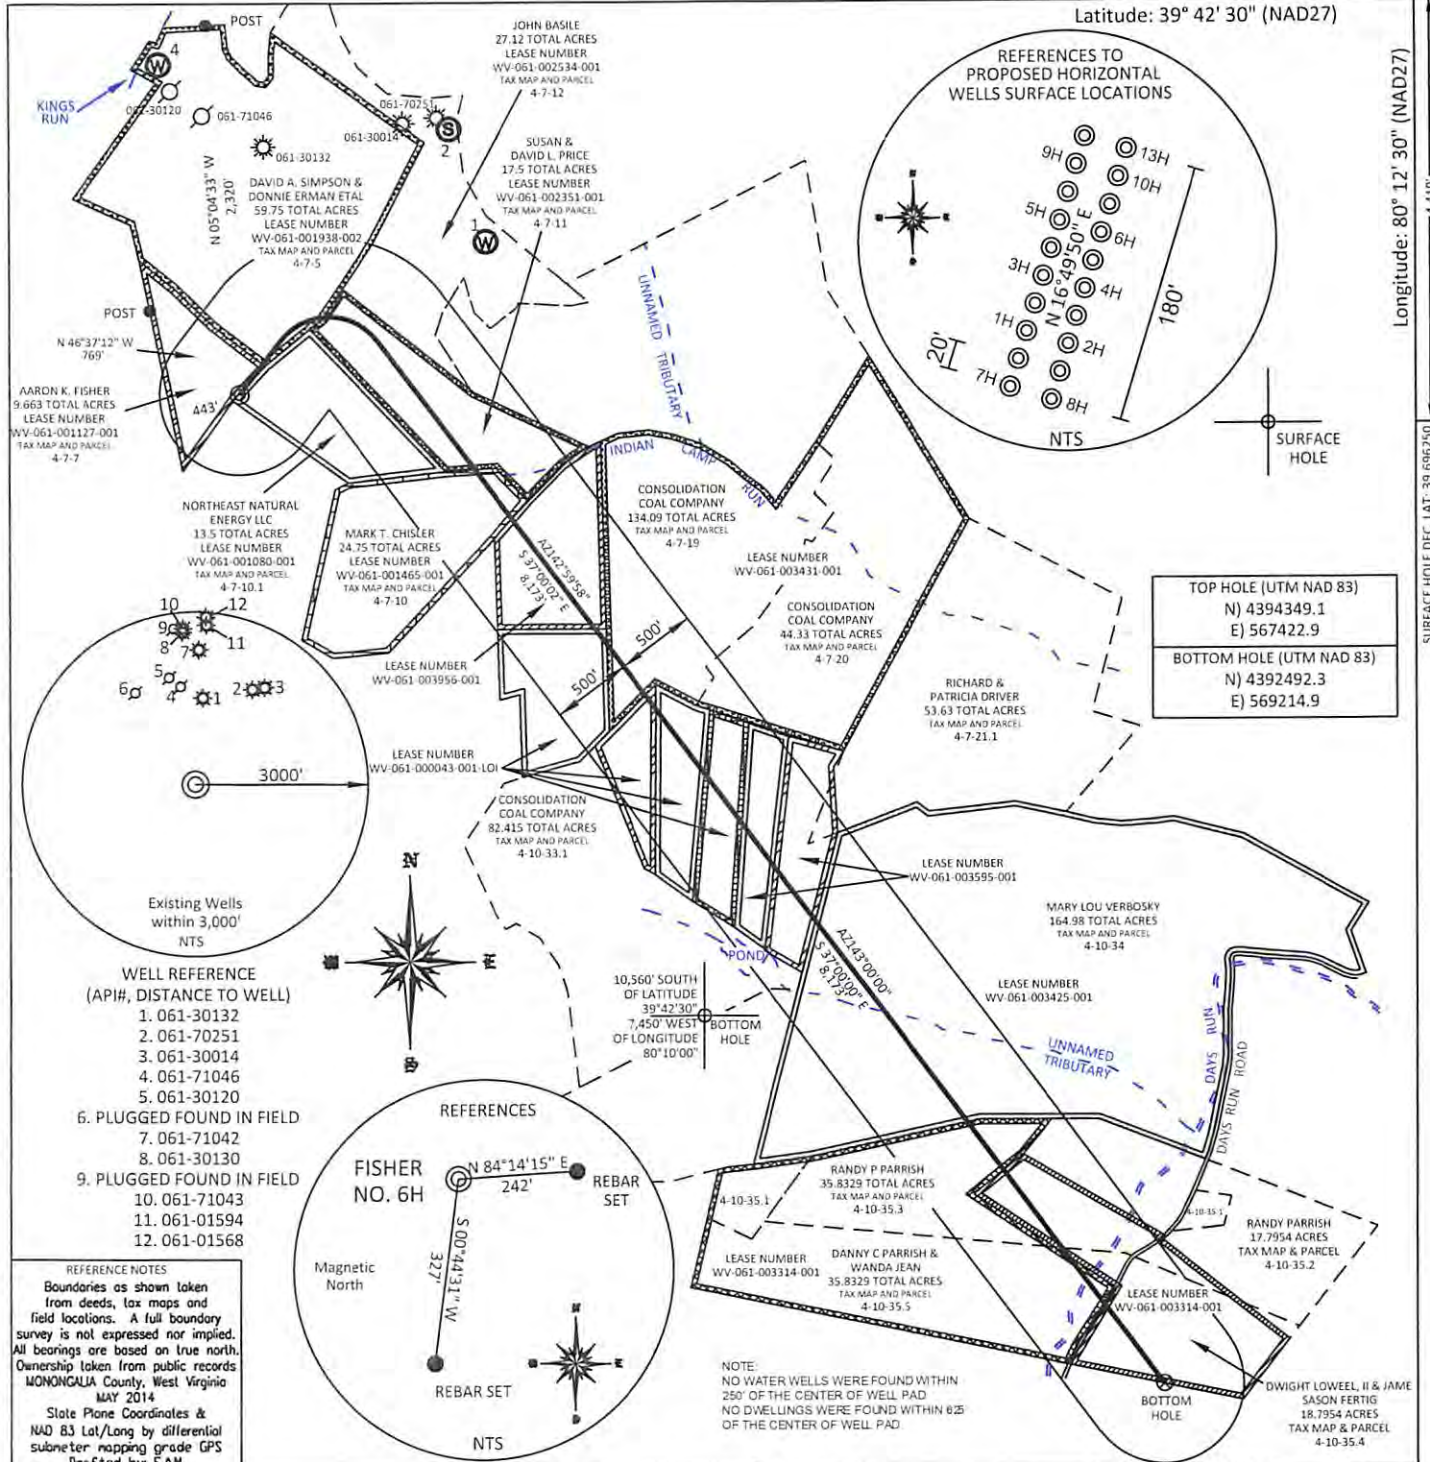 Latitude: 39° 42' 30" (NAD27)
Longitude: 80° 12' 30" (NAD27)
SURFACE HOLE DEC. LAT: 39.696250
POST
4
W
KINGS
RUN
061-30120
061-71046
061-30132
061-70251
061-30014
S
2
1
W
JOHN BASILE
27.12 TOTAL ACRES
LEASE NUMBER
WV-061-002534-001
TAX MAP AND PARCEL
4-7-12
SUSAN &
DAVID L. PRICE
17.5 TOTAL ACRES
LEASE NUMBER
WV-061-002351-001
TAX MAP AND PARCEL
4-7-11
N 05°04'33" W
2,320'
DAVID A. SIMPSON &
DONNIE ERMAN ETAL
59.75 TOTAL ACRES
LEASE NUMBER
WV-061-001938-002
TAX MAP AND PARCEL
4-7-5
REFERENCES TO
PROPOSED HORIZONTAL
WELLS SURFACE LOCATIONS
9H
13H
10H
5H
6H
3H
4H
1H
2H
7H
8H
N 16°49'50" E
180'
20'
NTS
SURFACE
HOLE
POST
N 46°37'12" W
769'
AARON K. FISHER
9.663 TOTAL ACRES
LEASE NUMBER
WV-061-001127-001
TAX MAP AND PARCEL
4-7-7
443'
UNNAMED TRIBUTARY
INDIAN CAMP RUN
NORTHEAST NATURAL
ENERGY LLC
13.5 TOTAL ACRES
LEASE NUMBER
WV-061-001080-001
TAX MAP AND PARCEL
4-7-10.1
MARK T. CHISLER
24.75 TOTAL ACRES
LEASE NUMBER
WV-061-001465-001
TAX MAP AND PARCEL
4-7-10
CONSOLIDATION
COAL COMPANY
134.09 TOTAL ACRES
TAX MAP AND PARCEL
4-7-19
LEASE NUMBER
WV-061-003431-001
CONSOLIDATION
COAL COMPANY
44.33 TOTAL ACRES
TAX MAP AND PARCEL
4-7-20
AZ142°59'58"
S 37°00'02" E
8,173'
500'
500'
LEASE NUMBER
WV-061-003956-001
RICHARD &
PATRICIA DRIVER
53.63 TOTAL ACRES
TAX MAP AND PARCEL
4-7-21.1
TOP HOLE (UTM NAD 83)
N) 4394349.1
E) 567422.9
BOTTOM HOLE (UTM NAD 83)
N) 4392492.3
E) 569214.9
10
12
9
8
11
7
5
6
4
1
2
3
3000'
Existing Wells
within 3,000'
NTS
LEASE NUMBER
WV-061-000043-001-LOI
CONSOLIDATION
COAL COMPANY
82.415 TOTAL ACRES
TAX MAP AND PARCEL
4-10-33.1
LEASE NUMBER
WV-061-003595-001
MARY LOU VERBOSKY
164.98 TOTAL ACRES
TAX MAP AND PARCEL
4-10-34
LEASE NUMBER
WV-061-003425-001
N
E
S
W
POND
AZ143°00'00"
S 37°00'00" E
8,173'
10,560' SOUTH
OF LATITUDE
39°42'30"
7,450' WEST
OF LONGITUDE
80°10'00"
BOTTOM
HOLE
UNNAMED
TRIBUTARY
DAYS RUN
DAYS RUN ROAD
WELL REFERENCE
(API#, DISTANCE TO WELL)
1. 061-30132
2. 061-70251
3. 061-30014
4. 061-71046
5. 061-30120
6. PLUGGED FOUND IN FIELD
7. 061-71042
8. 061-30130
9. PLUGGED FOUND IN FIELD
10. 061-71043
11. 061-01594
12. 061-01568
REFERENCES
FISHER
NO. 6H
N 84°14'15" E
242'
REBAR
SET
S 00°44'31" W
327'
Magnetic
North
REBAR SET
NTS
RANDY P PARRISH
35.8329 TOTAL ACRES
TAX MAP AND PARCEL
4-10-35.3
4-10-35.1
4-10-35.1
RANDY PARRISH
17.7954 ACRES
TAX MAP & PARCEL
4-10-35.2
LEASE NUMBER
WV-061-003314-001
DANNY C PARRISH &
WANDA JEAN
35.8329 TOTAL ACRES
TAX MAP AND PARCEL
4-10-35.5
LEASE NUMBER
WV-061-003314-001
NOTE:
NO WATER WELLS WERE FOUND WITHIN
250' OF THE CENTER OF WELL PAD
NO DWELLINGS WERE FOUND WITHIN 625
OF THE CENTER OF WELL PAD
BOTTOM
HOLE
DWIGHT LOWEEL, II & JAME
SASON FERTIG
18.7954 ACRES
TAX MAP & PARCEL
4-10-35.4
REFERENCE NOTES
Boundaries as shown taken
from deeds, tax maps and
field locations. A full boundary
survey is not expressed nor implied.
All bearings are based on true north.
Ownership taken from public records
MONONGALIA County, West Virginia
MAY 2014
State Plane Coordinates &
NAD 83 Lat/Long by differential
submeter mapping grade GPS